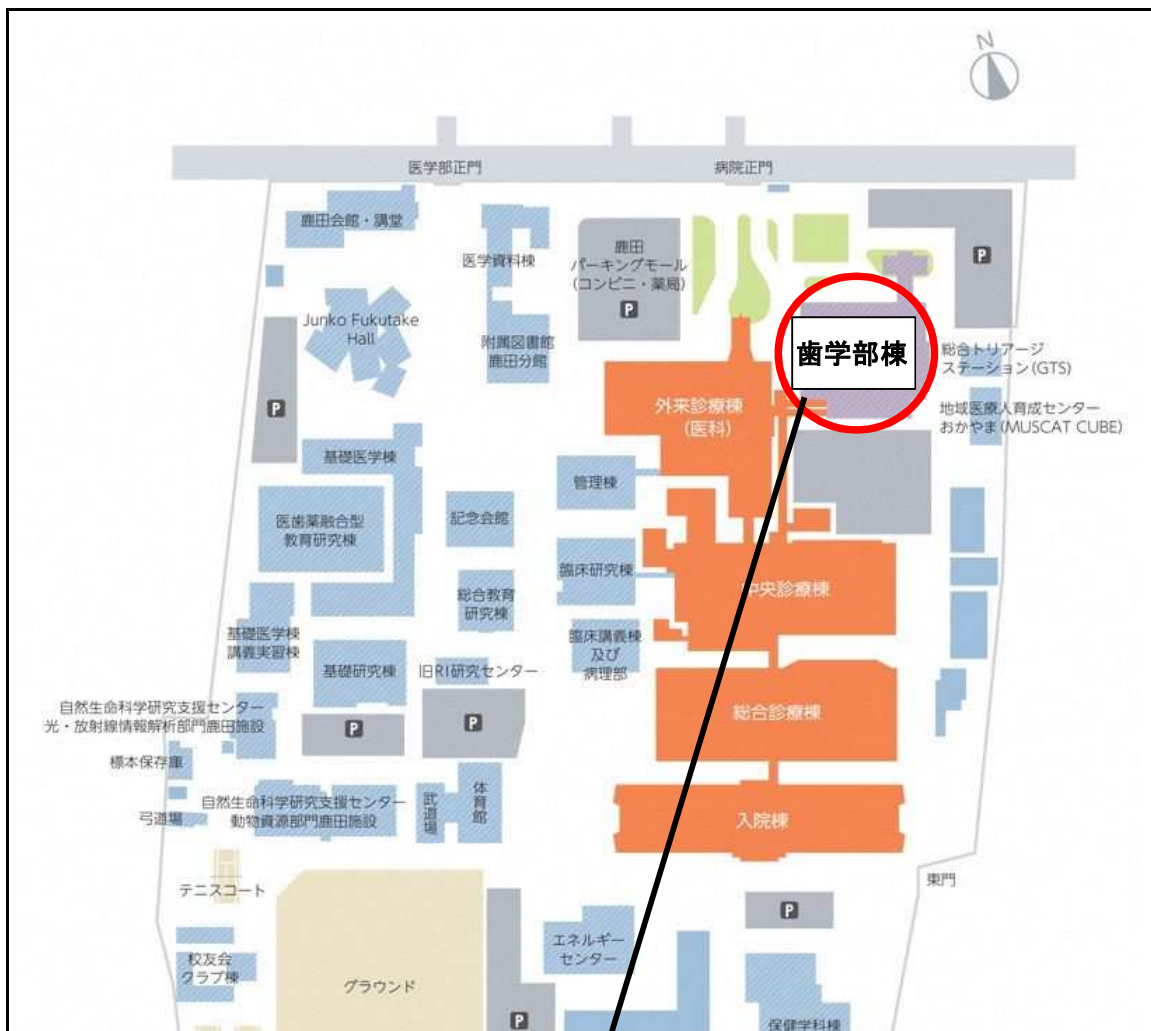 N
医学部正門
病院正門
鹿田会館・講堂
医学資料棟
鹿田
パーキングモール
(コンビニ・薬局)
P
P
Junko Fukutake
Hall
附属図書館
鹿田分館
歯学部棟
総合トリアージ
ステーション(GTS)
P
外来診療棟
(医科)
地域医療人育成センター
おかやま(MUSCAT CUBE)
基礎医学棟
管理棟
医歯薬融合型
教育研究棟
記念会館
臨床研究棟
中央診療棟
総合教育
研究棟
基礎医学棟
講義実習棟
臨床講義棟
及び
病理部
基礎研究棟
旧RI研究センター
自然生命科学研究支援センター
光・放射線情報解析部門鹿田施設
P
P
総合診療棟
標本保存庫
弓道場
自然生命科学研究支援センター
動物資源部門鹿田施設
武道場
体育館
入院棟
テニスコート
東門
P
校友会
クラブ棟
グラウンド
エネルギー
センター
P
保健学科棟